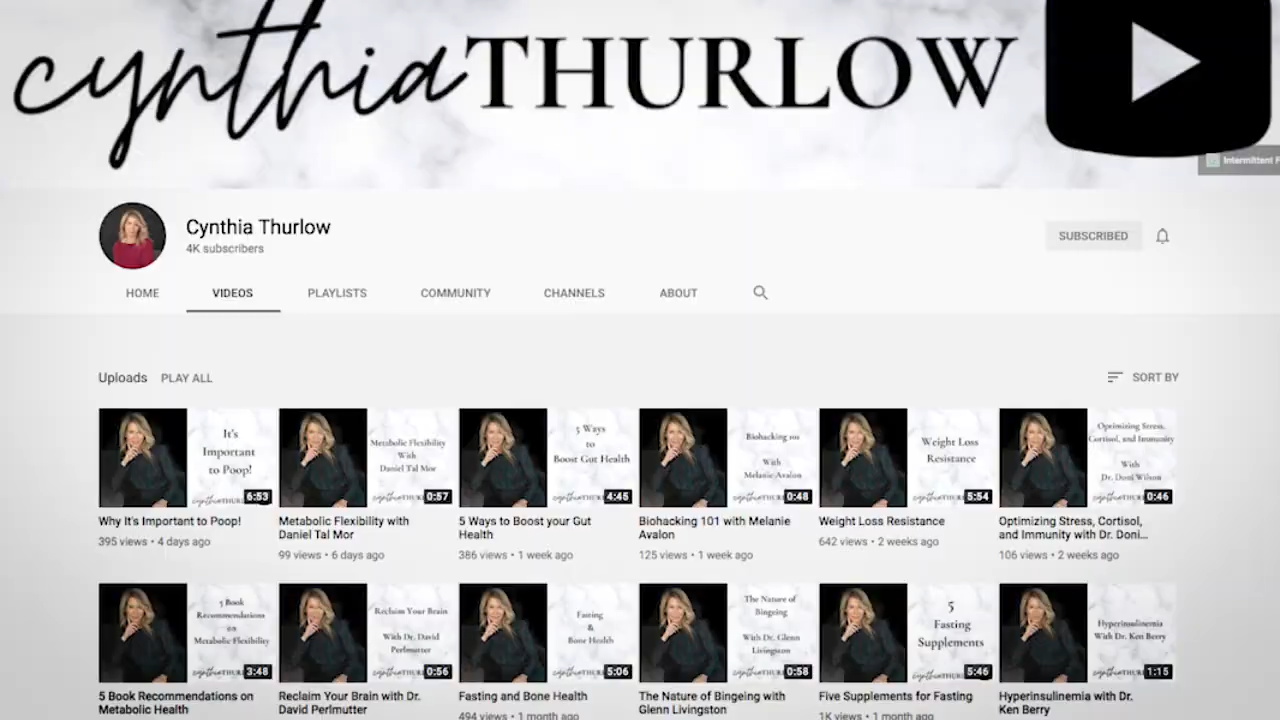 cynthiaTHURLOW
Intermittent F
Cynthia Thurlow
4K subscribers
SUBSCRIBED
HOME VIDEOS PLAYLISTS COMMUNITY CHANNELS ABOUT
Uploads PLAY ALL
SORT BY
It's
Important
to Poop!
6:53
Metabolic Flexibility
With
Daniel Tal Mor
0:57
5 Ways
to
Boost Gut Health
4:45
Biohacking 101
With
Melanie Avalon
0:48
Weight Loss
Resistance
5:54
Optimizing Stress,
Cortisol, and Immunity
With
Dr. Doni Wilson
0:46
Why It's Important to Poop!
395 views • 4 days ago
Metabolic Flexibility with
Daniel Tal Mor
99 views • 6 days ago
5 Ways to Boost your Gut
Health
386 views • 1 week ago
Biohacking 101 with Melanie
Avalon
125 views • 1 week ago
Weight Loss Resistance
642 views • 2 weeks ago
Optimizing Stress, Cortisol,
and Immunity with Dr. Doni...
106 views • 2 weeks ago
5 Book
Recommendations
on
Metabolic Flexibility
3:48
Reclaim Your Brain
With Dr. David
Perlmutter
0:56
Fasting
&
Bone Health
5:06
The Nature of
Bingeing
With Dr. Glenn
Livingston
0:58
5
Fasting
Supplements
5:46
Hyperinsulinemia
With Dr. Ken Berry
1:15
5 Book Recommendations on
Metabolic Health
Reclaim Your Brain with Dr.
David Perlmutter
Fasting and Bone Health
494 views • 1 month ago
The Nature of Bingeing with
Glenn Livingston
Five Supplements for Fasting
1K views • 1 month ago
Hyperinsulinemia with Dr.
Ken Berry